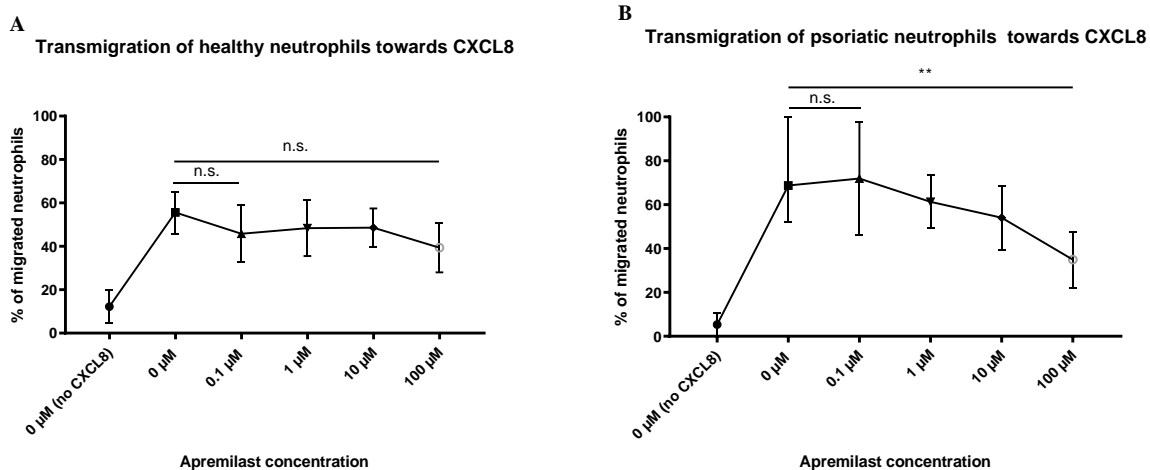 A
Transmigration of healthy neutrophils towards CXCL8
n.s.
n.s.
100
80
60
40
20
0
% of migrated neutrophils
0 µM (no CXCL8)
0 µM
0.1 µM
1 µM
10 µM
100 µM
Apremilast concentration
B
Transmigration of psoriatic neutrophils towards CXCL8
**
n.s.
100
80
60
40
20
0
% of migrated neutrophils
0 µM (no CXCL8)
0 µM
0.1 µM
1 µM
10 µM
100 µM
Apremilast concentration